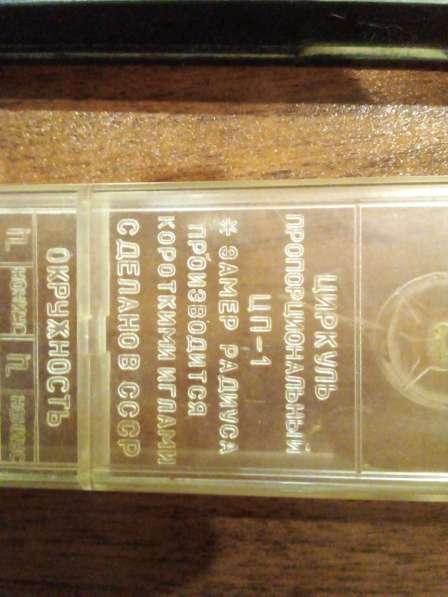 ЦИРКУЛЬ
ПРОПОРЦИОНАЛЬНЫЙ
ЦП-1
* ЗАМЕР РАДИУСА
ПРОИЗВОДИТСЯ
КОРОТКИМИ ИГЛАМИ
СДЕЛАНО В СССР
ОКРУЖНОСТЬ